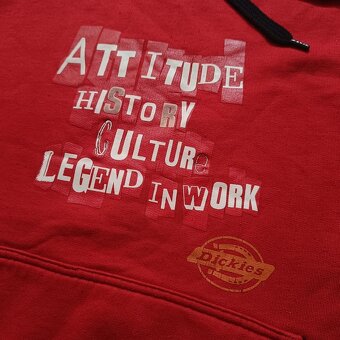 ATTITUDE
HISTORY
CULTURE
LEGEND IN WORK
Dickies